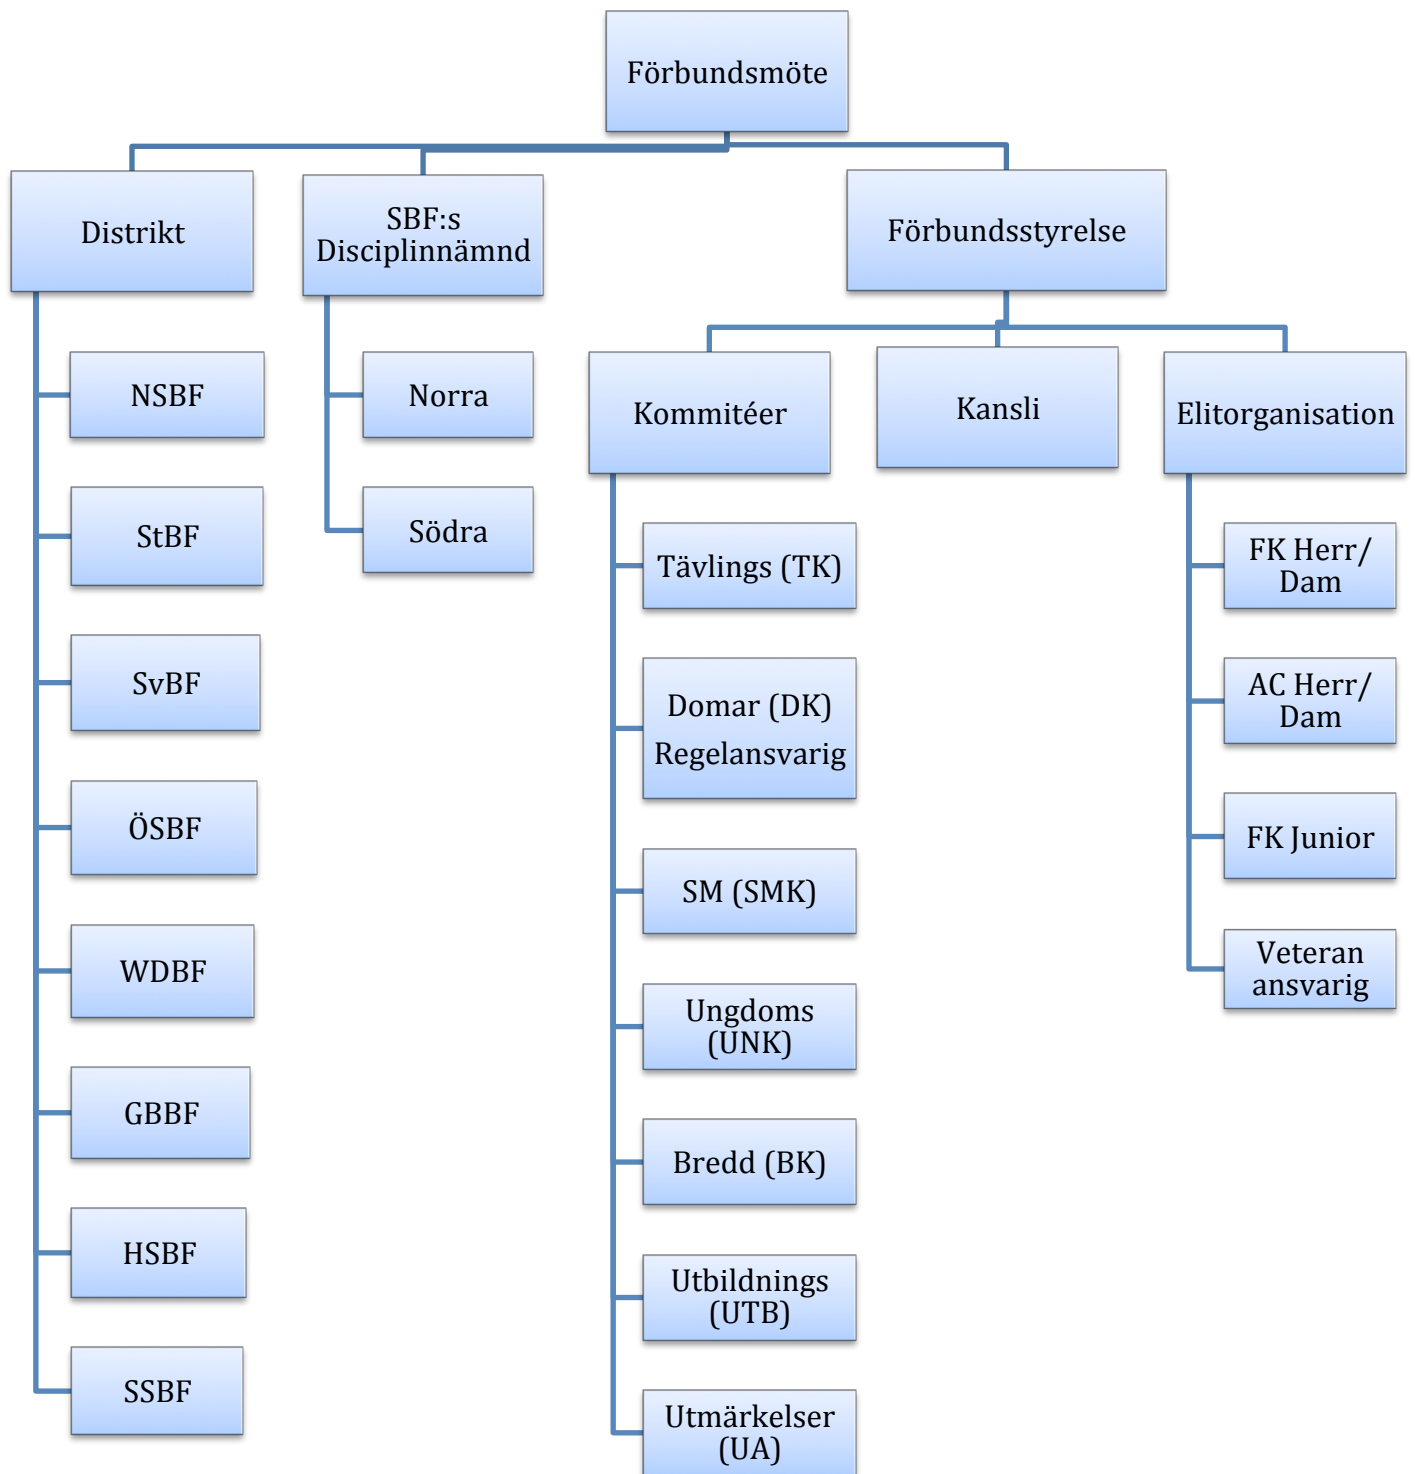 Förbundsmöte
Distrikt
SBF:s
Disciplinnämnd
Förbundsstyrelse
NSBF
StBF
SvBF
ÖSBF
WDBF
GBBF
HSBF
SSBF
Norra
Södra
Kommitéer
Kansli
Elitorganisation
Tävlings (TK)
Domar (DK)
Regelansvarig
SM (SMK)
Ungdoms
(UNK)
Bredd (BK)
Utbildnings
(UTB)
Utmärkelser
(UA)
FK Herr/
Dam
AC Herr/
Dam
FK Junior
Veteran
ansvarig